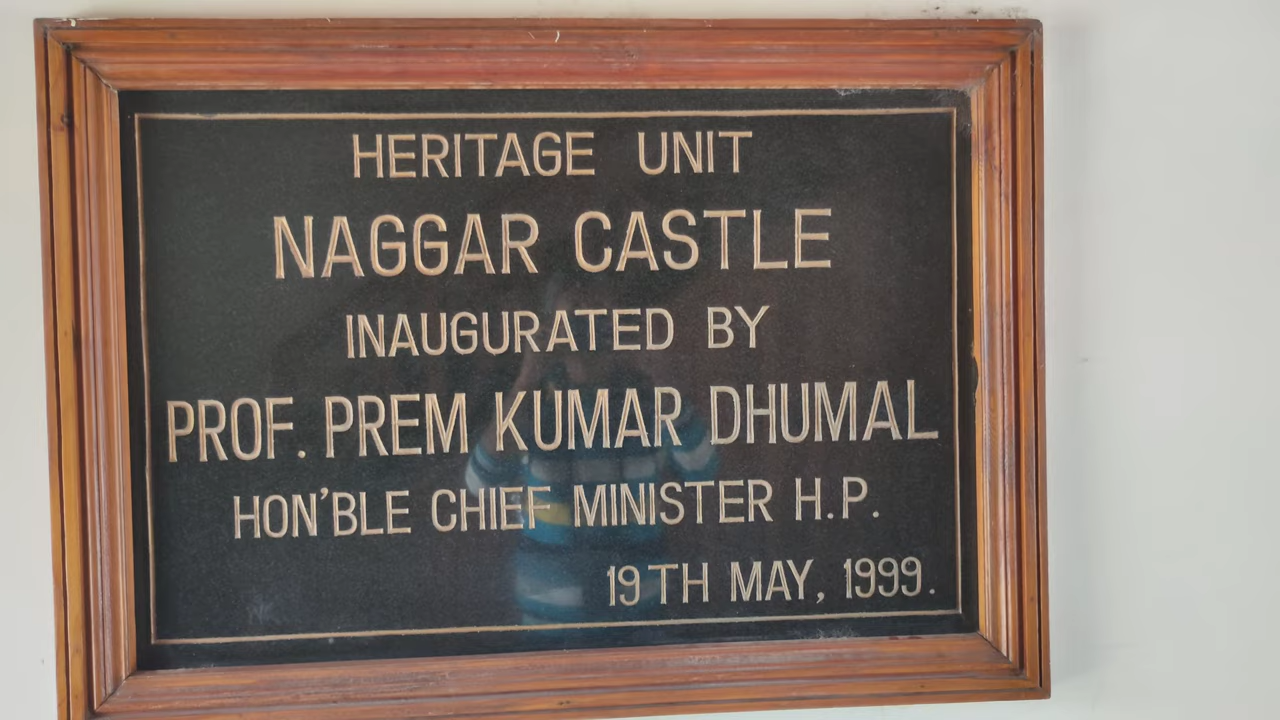 HERITAGE UNIT
NAGGAR CASTLE
INAUGURATED BY
PROF. PREM KUMAR DHUMAL
HON'BLE CHIEF MINISTER H.P.
19TH MAY, 1999.